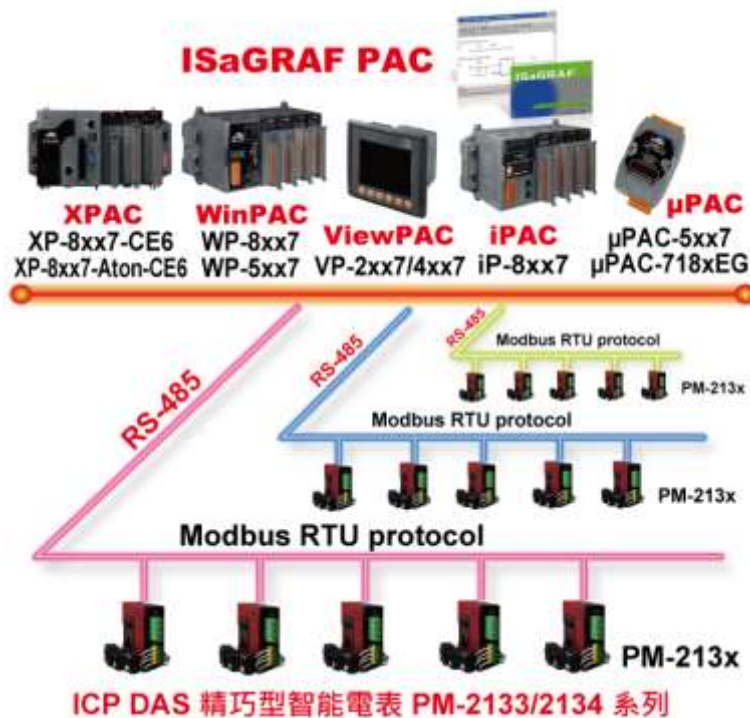 ISaGRAF PAC
ISaGRAF
XPAC
XP-8xx7-CE6
XP-8xx7-Aton-CE6
WinPAC
WP-8xx7
WP-5xx7
ViewPAC
VP-2xx7/4xx7
iPAC
iP-8xx7
µPAC
µPAC-5xx7
µPAC-718xEG
RS-485
RS-485
RS-485
Modbus RTU protocol
PM-213x
Modbus RTU protocol
PM-213x
Modbus RTU protocol
PM-213x
ICP DAS 精巧型智能電表 PM-2133/2134 系列